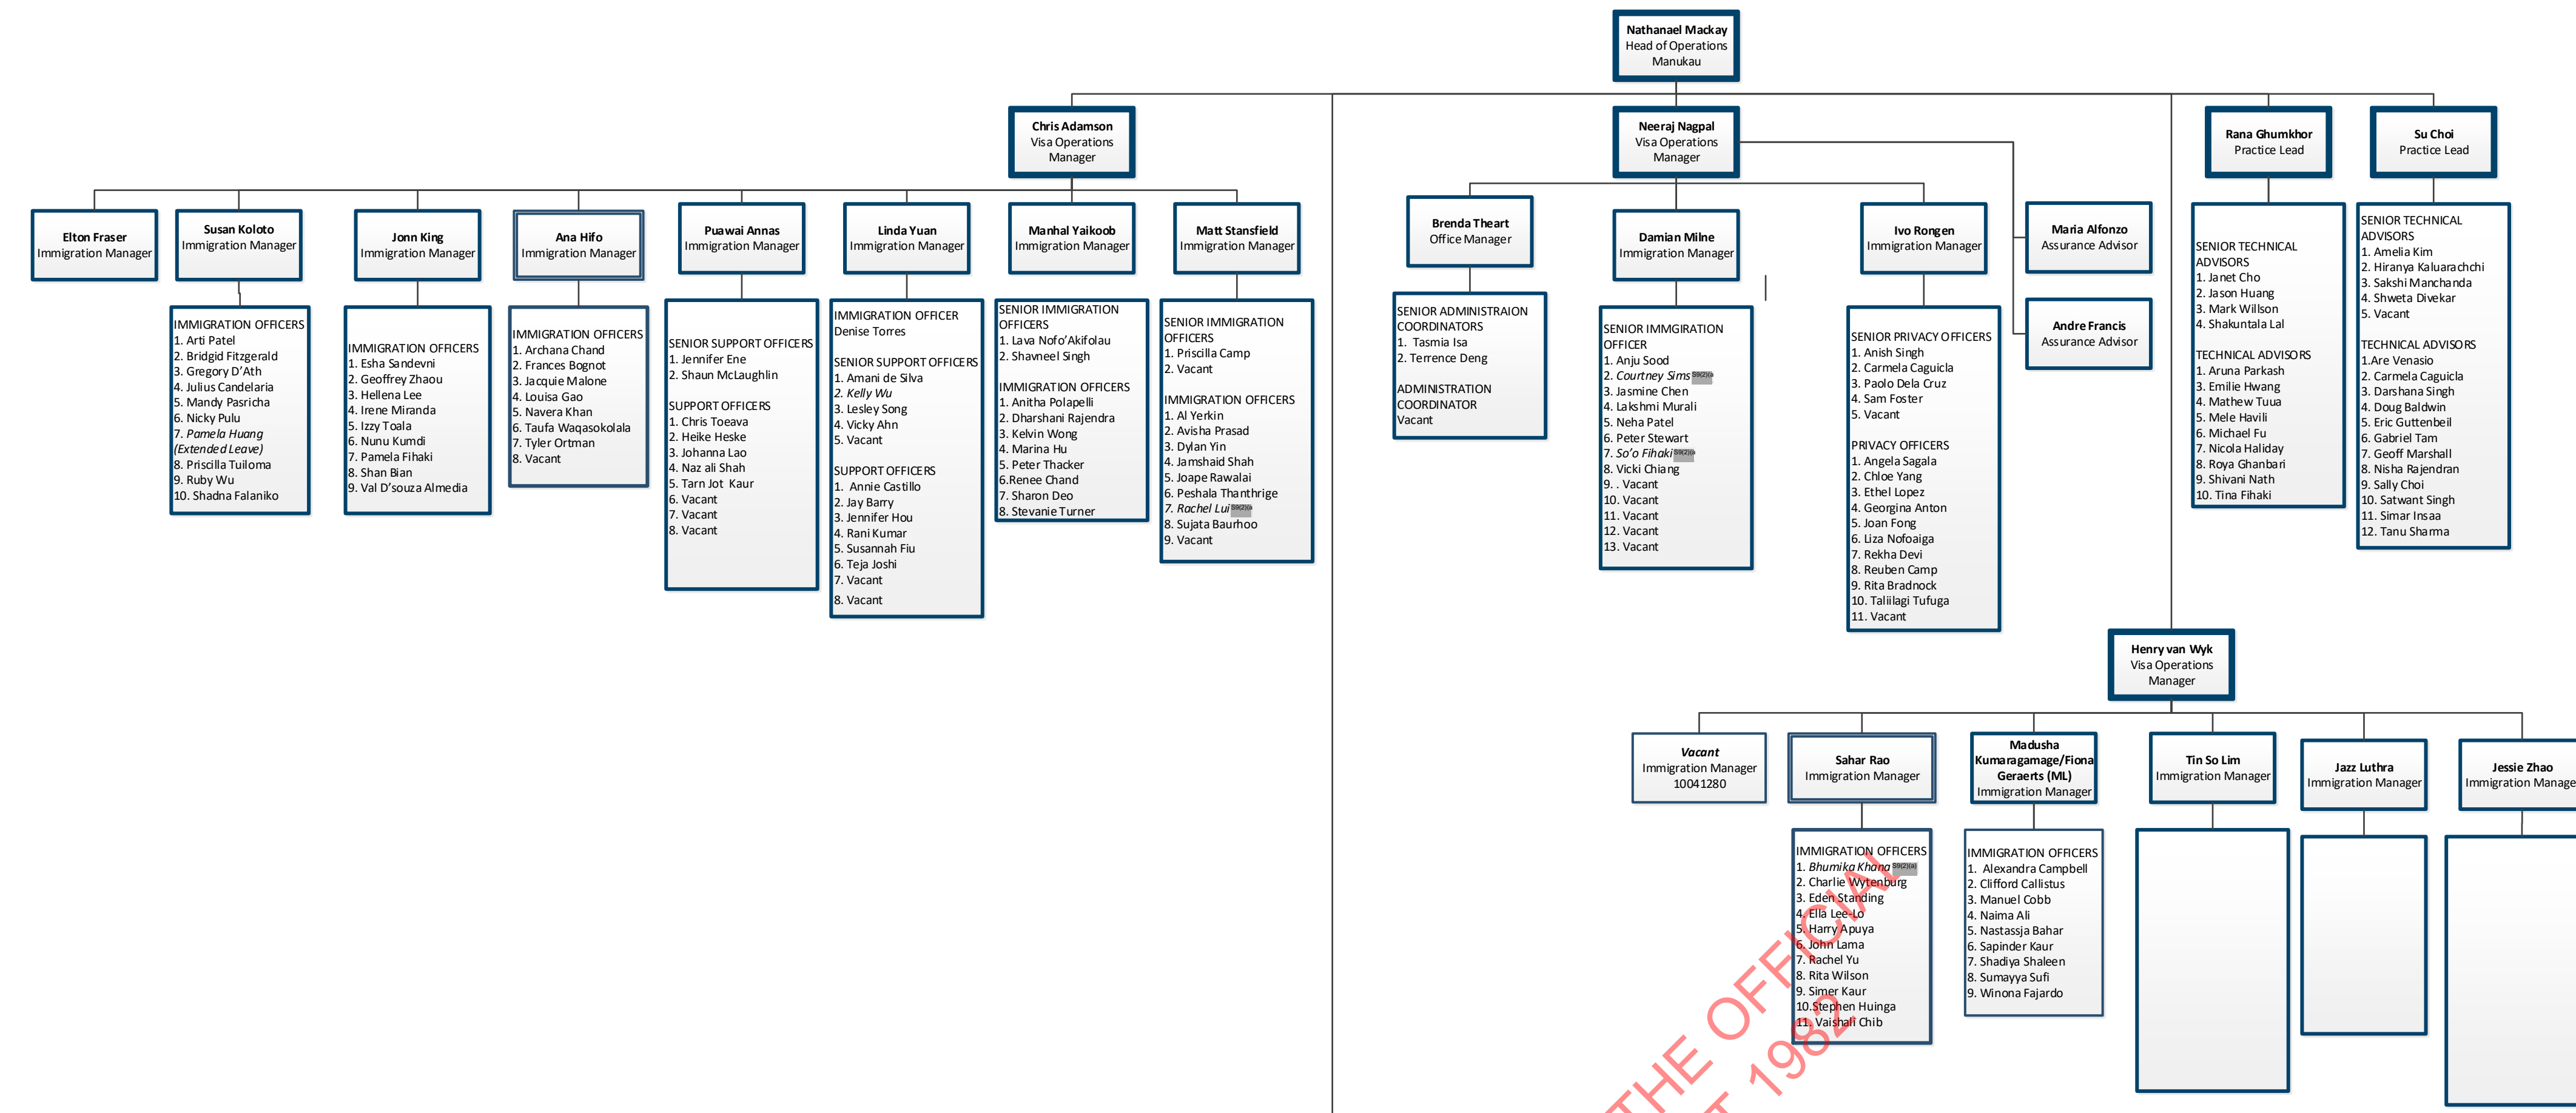 Nathanael Mackay
Head of Operations
Manukau
Chris Adamson
Visa Operations
Manager
Neeraj Nagpal
Visa Operations
Manager
Rana Ghumkhor
Practice Lead
Su Choi
Practice Lead
Elton Fraser
Immigration Manager
Susan Koloto
Immigration Manager
Jonn King
Immigration Manager
Ana Hifo
Immigration Manager
Puawai Annas
Immigration Manager
Linda Yuan
Immigration Manager
Manhal Yaikoob
Immigration Manager
Matt Stansfield
Immigration Manager
Brenda Theart
Office Manager
Damian Milne
Immigration Manager
Ivo Rongen
Immigration Manager
Maria Alfonzo
Assurance Advisor
Andre Francis
Assurance Advisor
IMMIGRATION OFFICERS
1. Arti Patel
2. Bridgid Fitzgerald
3. Gregory D’Ath
4. Julius Candelaria
5. Mandy Pasricha
6. Nicky Pulu
7. Pamela Huang
(Extended Leave)
8. Priscilla Tuiloma
9. Ruby Wu
10. Shadna Falaniko
IMMIGRATION OFFICERS
1. Esha Sandevni
2. Geoffrey Zhaou
3. Hellena Lee
4. Irene Miranda
5. Izzy Toala
6. Nunu Kumdi
7. Pamela Fihaki
8. Shan Bian
9. Val D’souza Almedia
IMMIGRATION OFFICERS
1. Archana Chand
2. Frances Bognot
3. Jacquie Malone
4. Louisa Gao
5. Navera Khan
6. Taufa Waqasokolala
7. Tyler Ortman
8. Vacant
SENIOR SUPPORT OFFICERS
1. Jennifer Ene
2. Shaun McLaughlin
SUPPORT OFFICERS
1. Chris Toeava
2. Heike Heske
3. Johanna Lao
4. Naz ali Shah
5. Tarn Jot Kaur
6. Vacant
7. Vacant
8. Vacant
IMMIGRATION OFFICER
Denise Torres
SENIOR SUPPORT OFFICERS
1. Amani de Silva
2. Kelly Wu
3. Lesley Song
4. Vicky Ahn
5. Vacant
SUPPORT OFFICERS
1. Annie Castillo
2. Jay Barry
3. Jennifer Hou
4. Rani Kumar
5. Susannah Fiu
6. Teja Joshi
7. Vacant
8. Vacant
SENIOR IMMIGRATION
OFFICERS
1. Lava Nofo’Akifolau
2. Shavneel Singh
IMMIGRATION OFFICERS
1. Anitha Polapelli
2. Dharshani Rajendra
3. Kelvin Wong
4. Marina Hu
5. Peter Thacker
6.Renee Chand
7. Sharon Deo
8. Stevanie Turner
SENIOR IMMIGRATION
OFFICERS
1. Priscilla Camp
2. Vacant
IMMIGRATION OFFICERS
1. Al Yerkin
2. Avisha Prasad
3. Dylan Yin
4. Jamshaid Shah
5. Joape Rawalai
6. Peshala Thanthrige
7. Rachel Lui S9(2)(a
8. Sujata Baurhoo
9. Vacant
SENIOR ADMINISTRAION
COORDINATORS
1. Tasmia Isa
2. Terrence Deng
ADMINISTRATION
COORDINATOR
Vacant
SENIOR IMMGIRATION
OFFICER
1. Anju Sood
2. Courtney Sims S9(2)(a
3. Jasmine Chen
4. Lakshmi Murali
5. Neha Patel
6. Peter Stewart
7. So’o Fihaki S9(2)(a
8. Vicki Chiang
9. . Vacant
10. Vacant
11. Vacant
12. Vacant
13. Vacant
SENIOR PRIVACY OFFICERS
1. Anish Singh
2. Carmela Caguicla
3. Paolo Dela Cruz
4. Sam Foster
5. Vacant
PRIVACY OFFICERS
1. Angela Sagala
2. Chloe Yang
3. Ethel Lopez
4. Georgina Anton
5. Joan Fong
6. Liza Nofoaiga
7. Rekha Devi
8. Reuben Camp
9. Rita Bradnock
10. Taliilagi Tufuga
11. Vacant
SENIOR TECHNICAL
ADVISORS
1. Janet Cho
2. Jason Huang
3. Mark Willson
4. Shakuntala Lal
TECHNICAL ADVISORS
1. Aruna Parkash
3. Emilie Hwang
4. Mathew Tuua
5. Mele Havili
6. Michael Fu
7. Nicola Haliday
8. Roya Ghanbari
9. Shivani Nath
10. Tina Fihaki
SENIOR TECHNICAL
ADVISORS
1. Amelia Kim
2. Hiranya Kaluarachchi
3. Sakshi Manchanda
4. Shweta Divekar
5. Vacant
TECHNICAL ADVISORS
1.Are Venasio
2. Carmela Caguicla
3. Darshana Singh
4. Doug Baldwin
5. Eric Guttenbeil
6. Gabriel Tam
7. Geoff Marshall
8. Nisha Rajendran
9. Sally Choi
10. Satwant Singh
11. Simar Insaa
12. Tanu Sharma
Henry van Wyk
Visa Operations
Manager
Vacant
Immigration Manager
10041280
Sahar Rao
Immigration Manager
Madusha
Kumaragamage/Fiona
Geraerts (ML)
Immigration Manager
Tin So Lim
Immigration Manager
Jazz Luthra
Immigration Manager
Jessie Zhao
Immigration Manage
IMMIGRATION OFFICERS
1. Bhumika Khana S9(2)(a)
2. Charlie Wytenburg
3. Eden Standing
4. Ella Lee-Lo
5. Harry Apuya
6. John Lama
7. Rachel Yu
8. Rita Wilson
9. Simer Kaur
10.Stephen Huinga
11. Vaishali Chib
IMMIGRATION OFFICERS
1. Alexandra Campbell
2. Clifford Callistus
3. Manuel Cobb
4. Naima Ali
5. Nastassja Bahar
6. Sapinder Kaur
7. Shadiya Shaleen
8. Sumayya Sufi
9. Winona Fajardo
THE OFFICIAL
T 1982